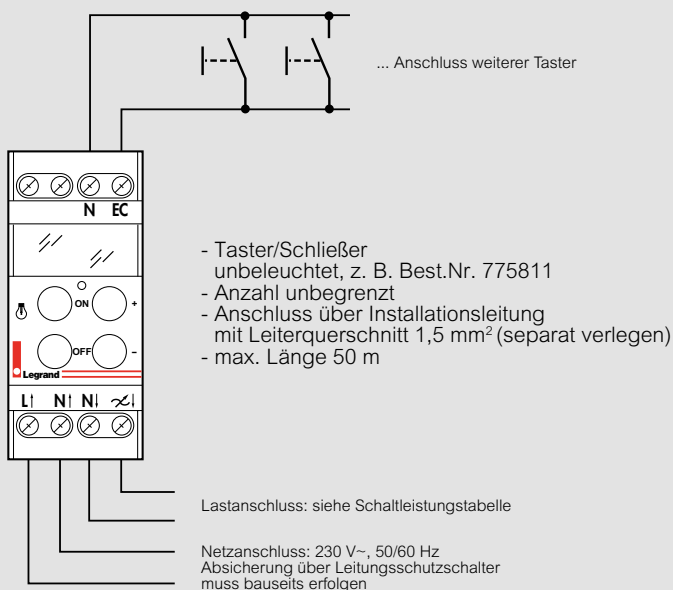 ... Anschluss weiterer Taster
N EC
- Taster/Schließer
unbeleuchtet, z. B. Best.Nr. 775811
- Anzahl unbegrenzt
- Anschluss über Installationsleitung
mit Leiterquerschnitt 1,5 mm² (separat verlegen)
- max. Länge 50 m
ON +
OFF -
Legrand
L↑ N↑ N↓ ↓
Lastanschluss: siehe Schaltleistungstabelle
Netzanschluss: 230 V~, 50/60 Hz
Absicherung über Leitungsschutzschalter
muss bauseits erfolgen